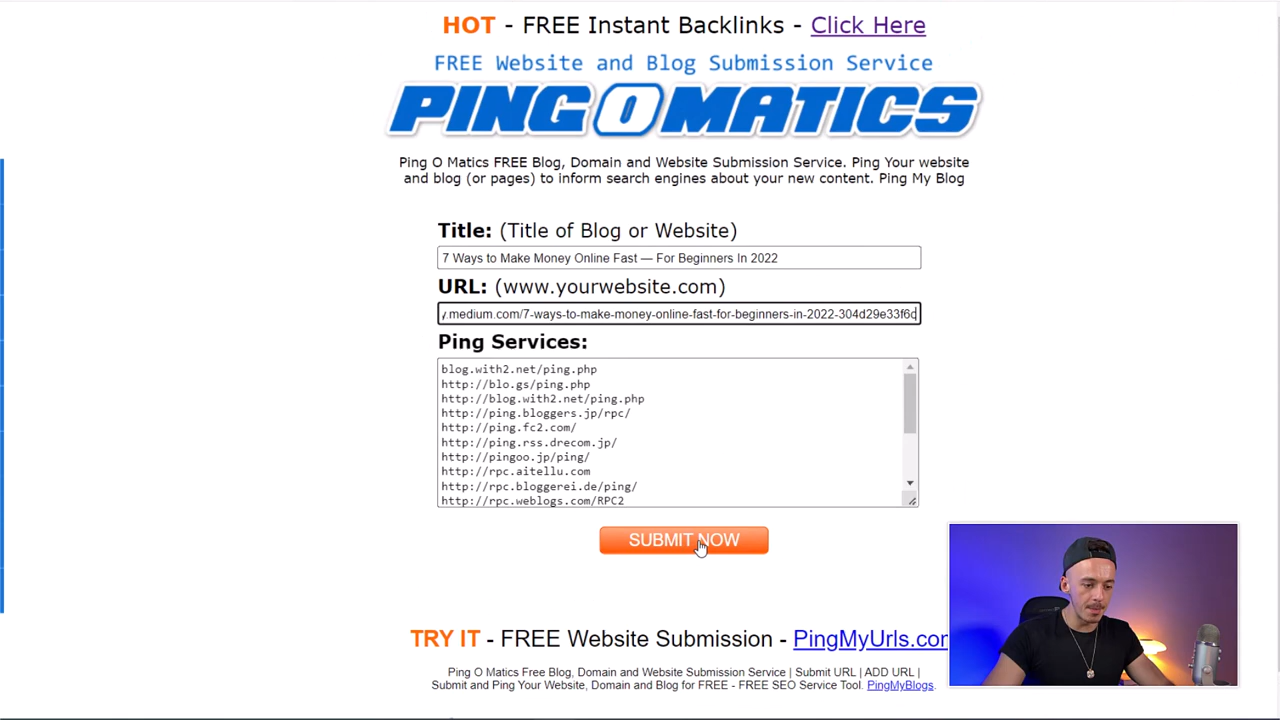 HOT - FREE Instant Backlinks - Click Here
FREE Website and Blog Submission Service
PINGOMATICS
Ping O Matics FREE Blog, Domain and Website Submission Service. Ping Your website
and blog (or pages) to inform search engines about your new content. Ping My Blog
Title: (Title of Blog or Website)
7 Ways to Make Money Online Fast — For Beginners In 2022
URL: (www.yourwebsite.com)
.medium.com/7-ways-to-make-money-online-fast-for-beginners-in-2022-304d29e33f6c
Ping Services:
blog.with2.net/ping.php
http://blo.gs/ping.php
http://blog.with2.net/ping.php
http://ping.bloggers.jp/rpc/
http://ping.fc2.com/
http://ping.rss.drecom.jp/
http://pingoo.jp/ping/
http://rpc.aitellu.com
http://rpc.bloggerei.de/ping/
http://rpc.weblogs.com/RPC2
SUBMIT NOW
TRY IT - FREE Website Submission - PingMyUrls.com
Ping O Matics Free Blog, Domain and Website Submission Service | Submit URL | ADD URL |
Submit and Ping Your Website, Domain and Blog for FREE - FREE SEO Service Tool. PingMyBlogs.